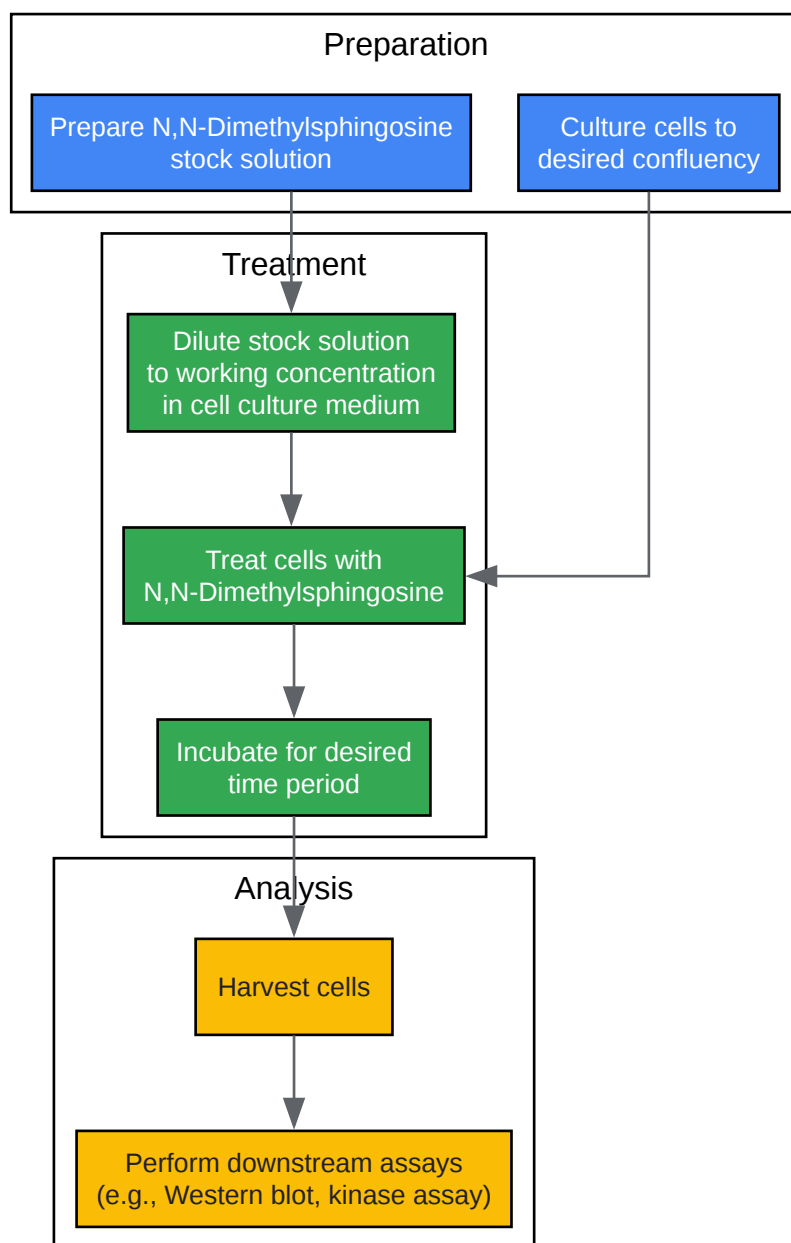 Preparation
Prepare N,N-Dimethylsphingosine
stock solution
Culture cells to
desired confluency
Treatment
Dilute stock solution
to working concentration
in cell culture medium
Treat cells with
N,N-Dimethylsphingosine
Incubate for desired
time period
Analysis
Harvest cells
Perform downstream assays
(e.g., Western blot, kinase assay)